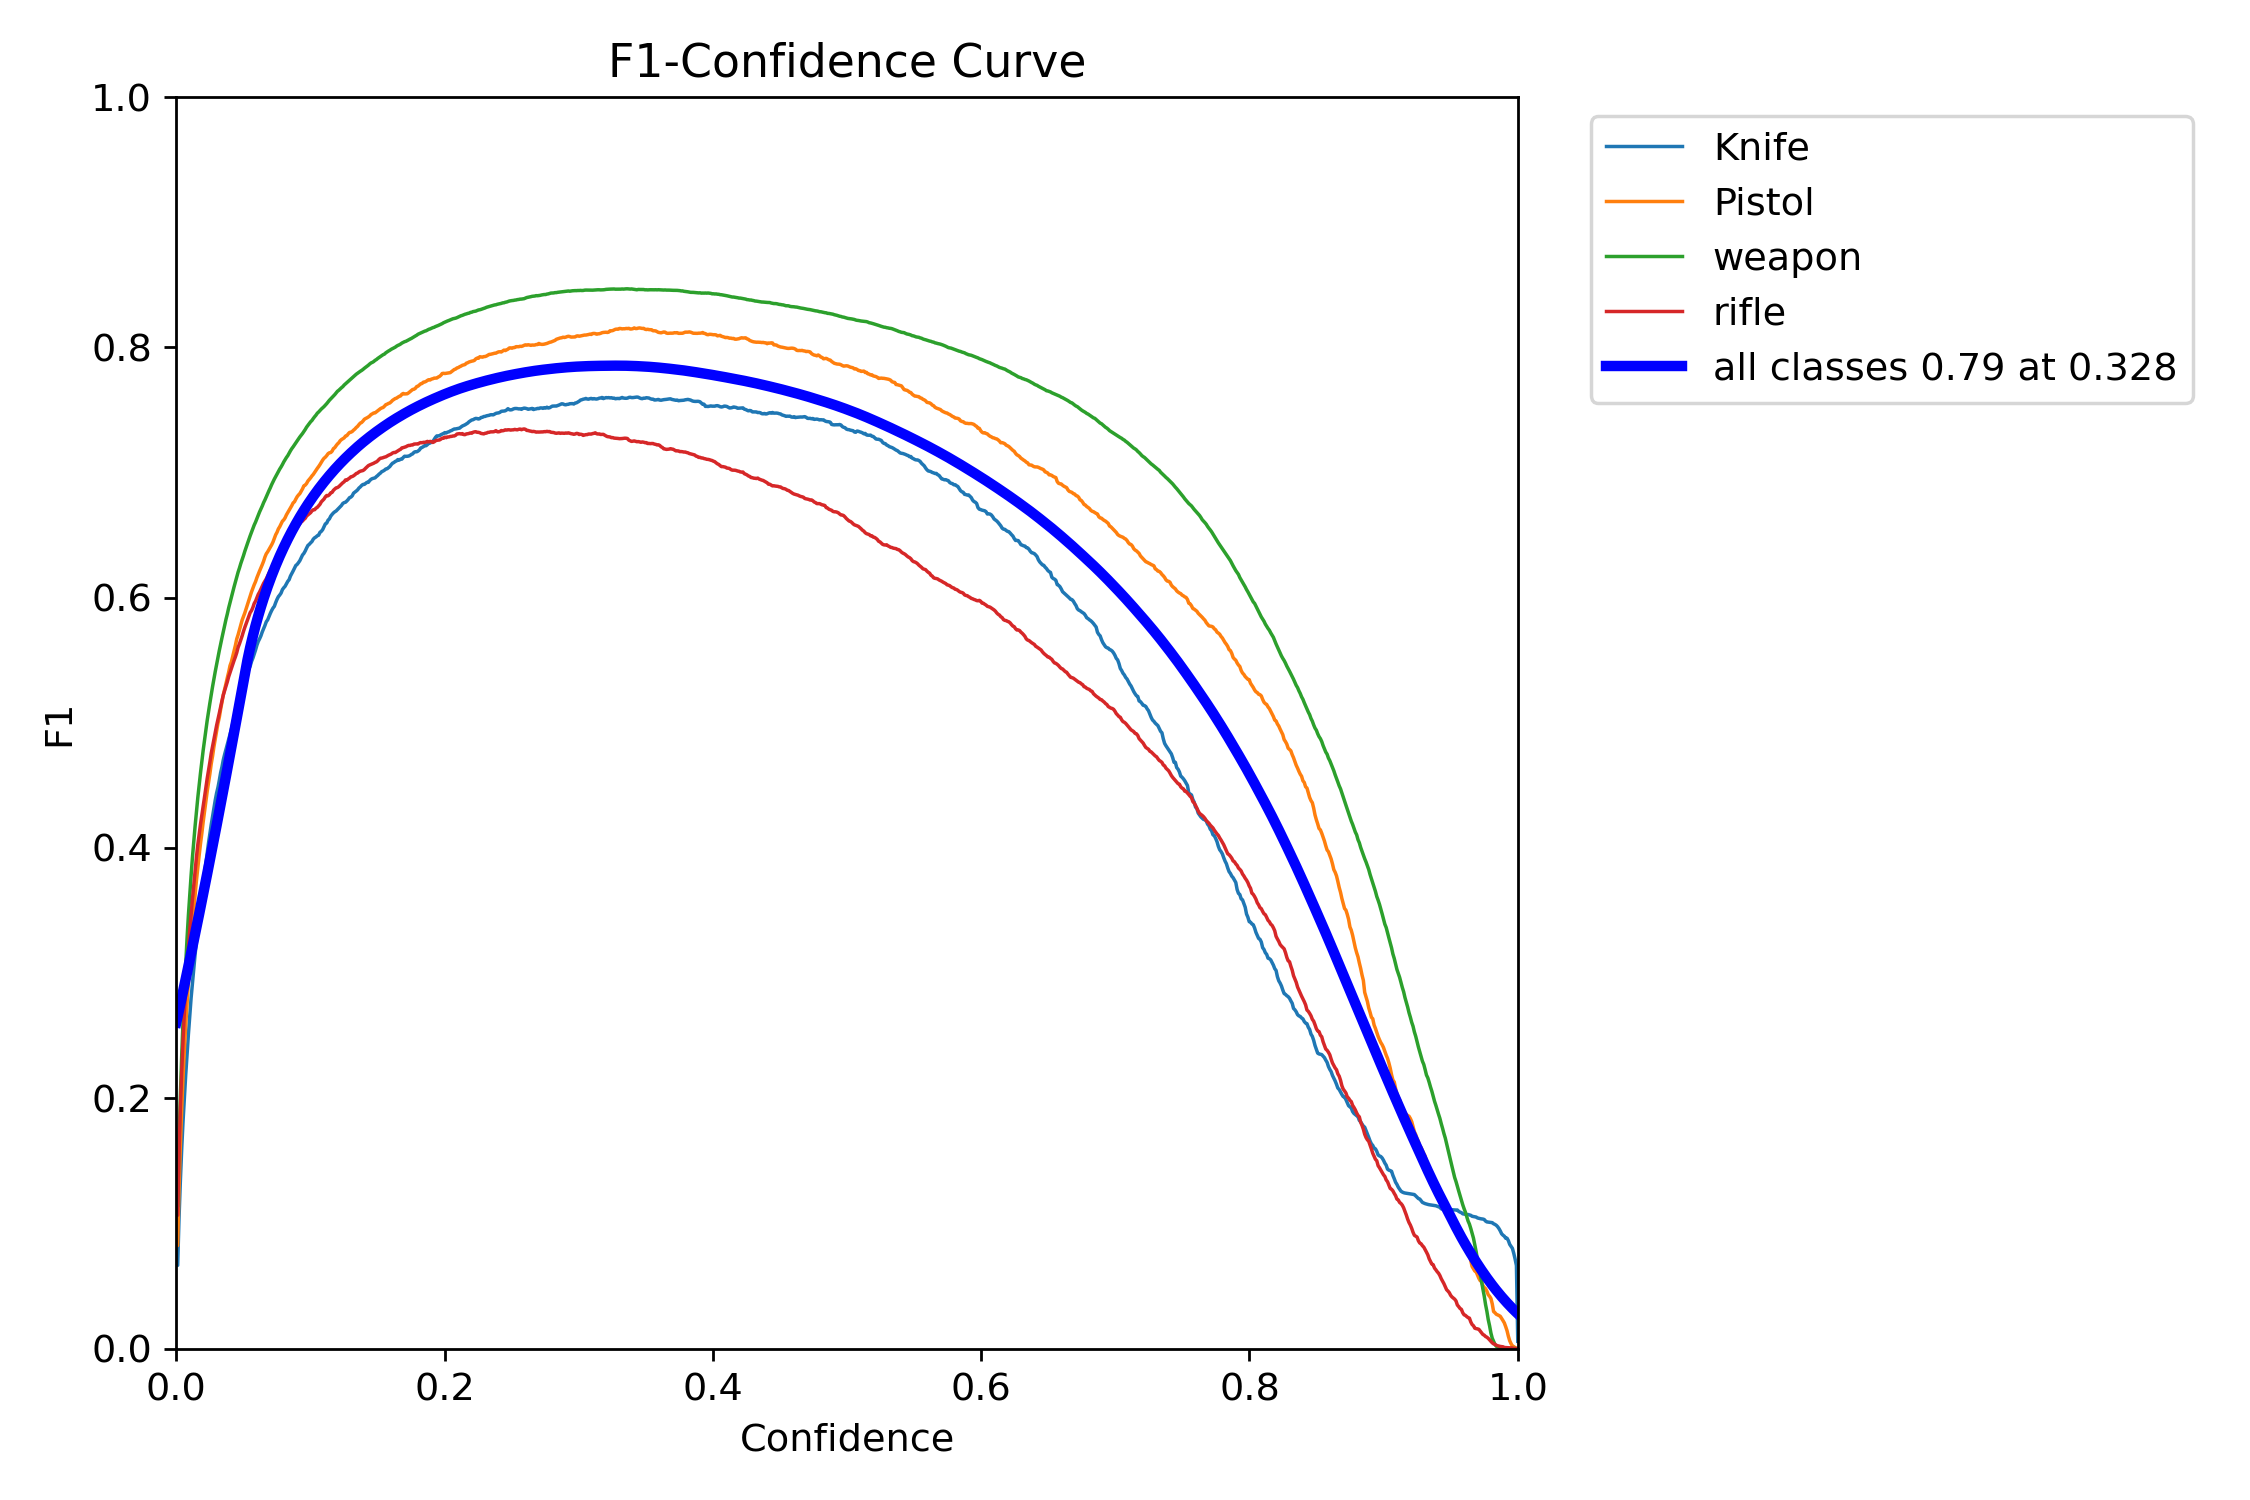 F1-Confidence Curve
1.0
0.8
0.6
0.4
0.2
0.0
F1
0.0 0.2 0.4 0.6 0.8 1.0
Confidence
Knife
Pistol
weapon
rifle
all classes 0.79 at 0.328